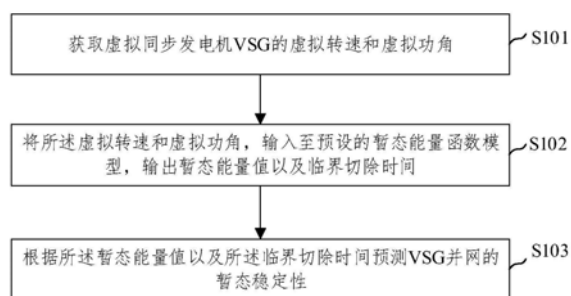 获取虚拟同步发电机VSG的虚拟转速和虚拟功角
S101
将所述虚拟转速和虚拟功角，输入至预设的暂态能量函数模
型，输出暂态能量值以及临界切除时间
S102
根据所述暂态能量值以及所述临界切除时间预测VSG并网的
暂态稳定性
S103